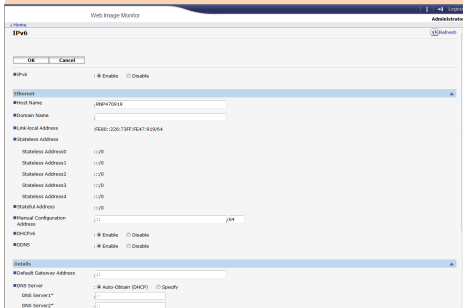 Logout
Web Image Monitor
Administrator
Home
IPv6
Refresh
OK Cancel
■IPv6 : Enable Disable
Ethernet
■Host Name : RNP470919
■Domain Name :
■Link-local Address :FE80::226:73FF:FE47:919/64
■Stateless Address
Stateless Address0 :::/0
Stateless Address1 :::/0
Stateless Address2 :::/0
Stateless Address3 :::/0
Stateless Address4 :::/0
■Stateful Address :::/0
■Manual Configuration Address : :: /64
■DHCPv6 : Enable Disable
■DDNS : Enable Disable
Details
■Default Gateway Address : ::
■DNS Server : Auto-Obtain (DHCP) Specify
DNS Server1* : ::
DNS Server2* : ::